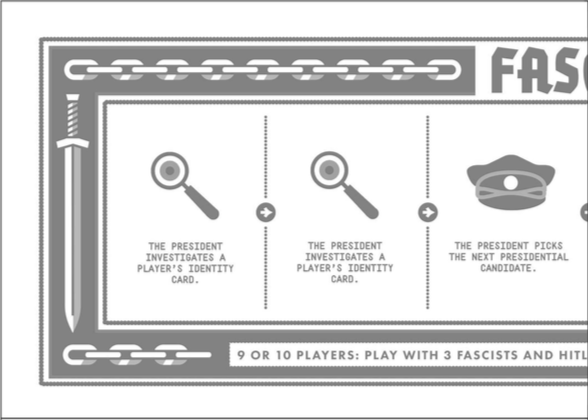 FASC
THE PRESIDENT
INVESTIGATES A
PLAYER'S IDENTITY
CARD.
THE PRESIDENT
INVESTIGATES A
PLAYER'S IDENTITY
CARD.
THE PRESIDENT PICKS
THE NEXT PRESIDENTIAL
CANDIDATE.
9 OR 10 PLAYERS: PLAY WITH 3 FASCISTS AND HITL